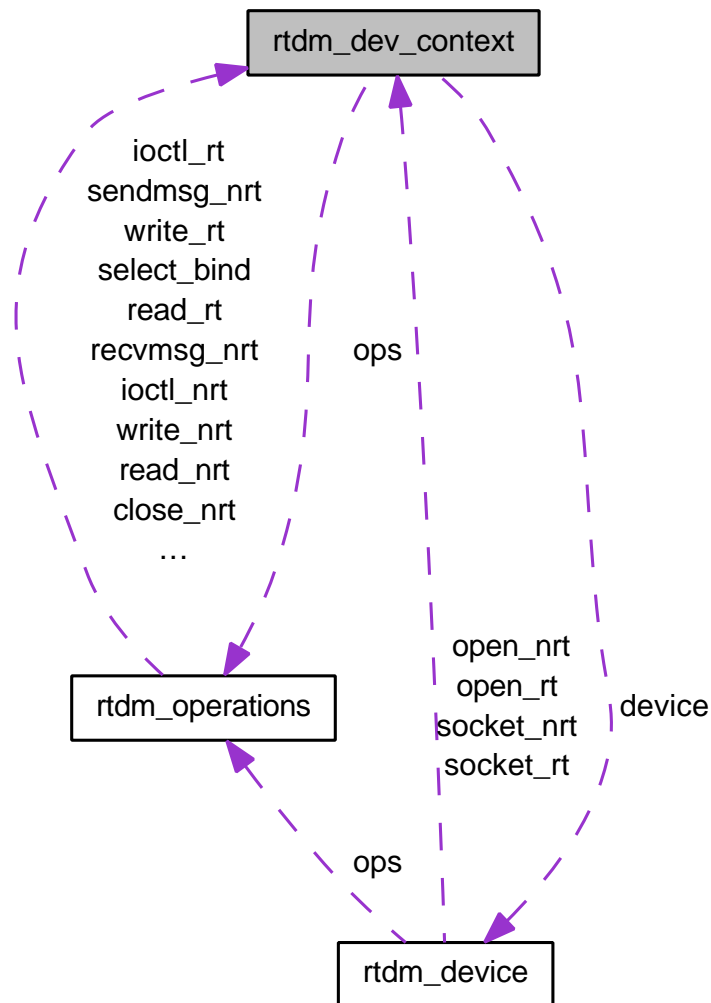 rtdm_dev_context
ioctl_rt
sendmsg_nrt
write_rt
select_bind
read_rt
recvmsg_nrt
ioctl_nrt
write_nrt
read_nrt
close_nrt
...
ops
open_nrt
open_rt
socket_nrt
socket_rt
device
rtdm_operations
ops
rtdm_device